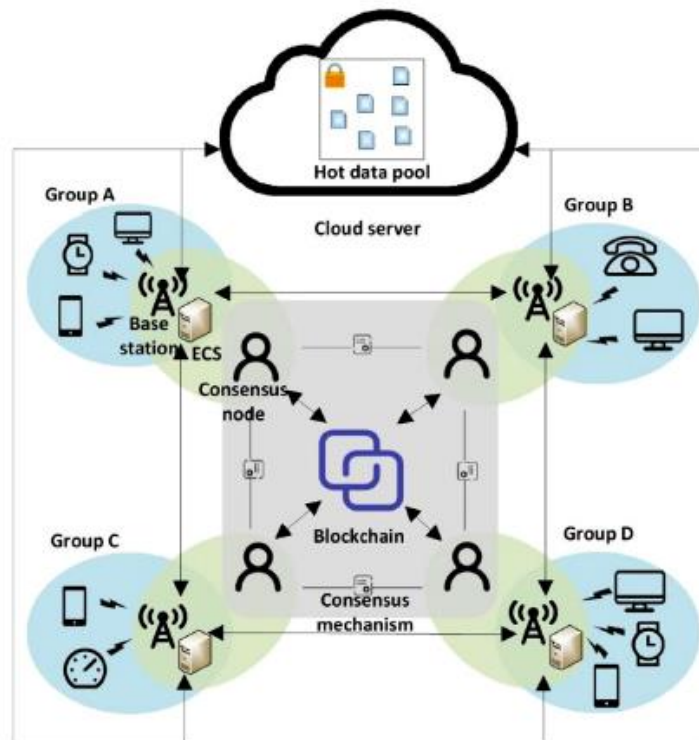 Hot data pool
Group A
Group B
Cloud server
Base
station
ECS
Consensus
node
Blockchain
Group C
Group D
Consensus
mechanism